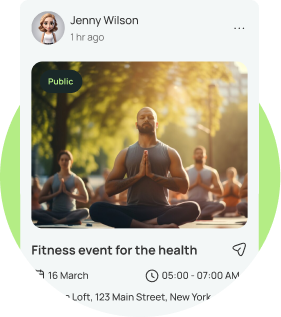 Jenny Wilson
1 hr ago
Public
Fitness event for the health
16 March
05:00 - 07:00 AM
Loft, 123 Main Street, New York